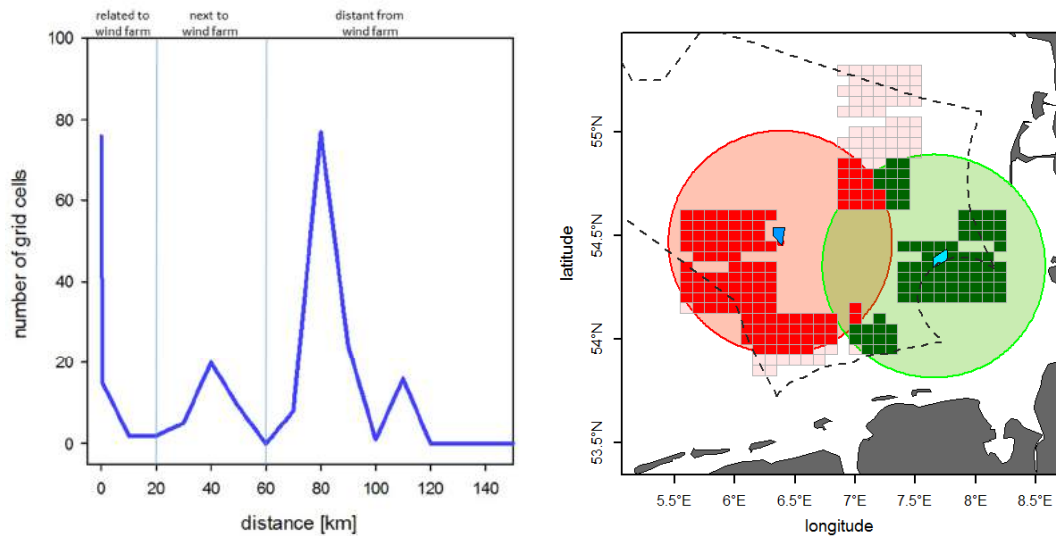 related to
wind farm
next to
wind farm
distant from
wind farm
100
80
60
40
20
0
number of grid cells
0 20 40 60 80 100 120 140
distance [km]
55°N
54.5°N
54°N
53.5°N
latitude
5.5°E 6°E 6.5°E 7°E 7.5°E 8°E 8.5°E
longitude